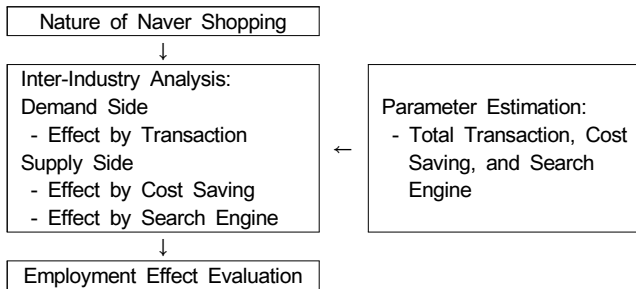 Nature of Naver Shopping
↓
Inter-Industry Analysis:
Demand Side
- Effect by Transaction
Supply Side
- Effect by Cost Saving
- Effect by Search Engine
←
Parameter Estimation:
- Total Transaction, Cost
Saving, and Search
Engine
↓
Employment Effect Evaluation